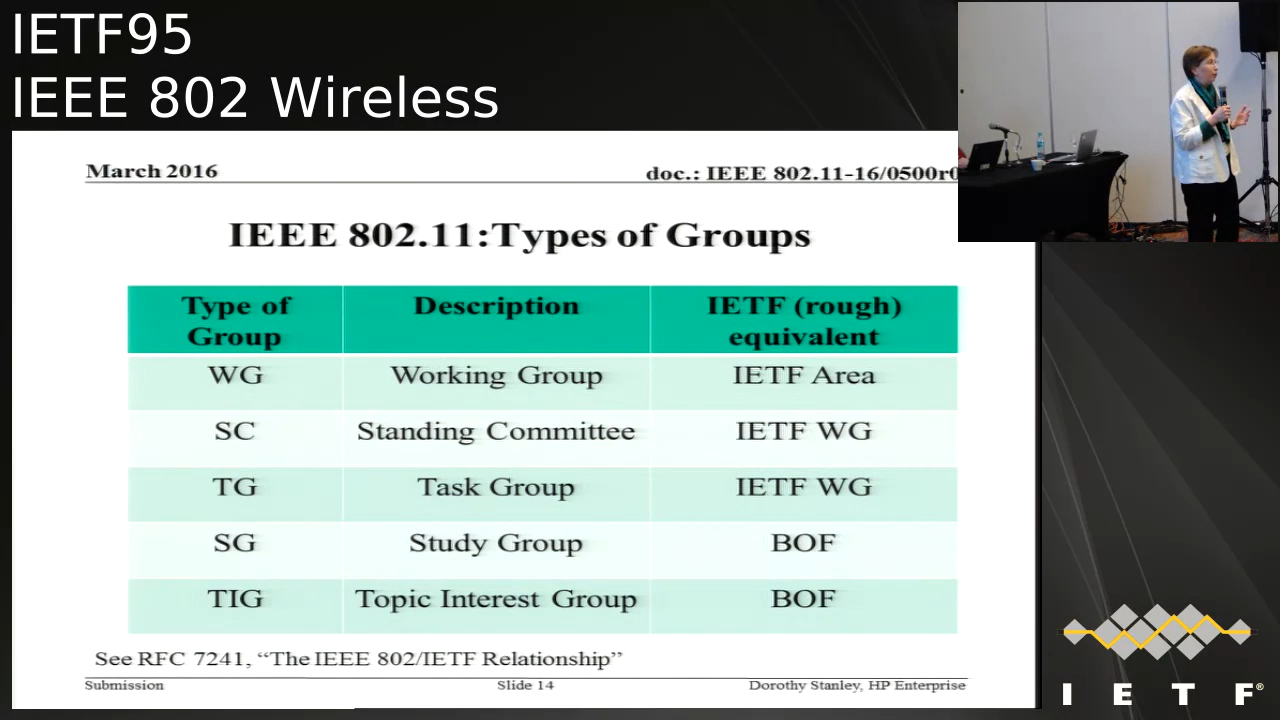 IETF95
IEEE 802 Wireless
March 2016
doc.: IEEE 802.11-16/0500r0
IEEE 802.11:Types of Groups
Type of Group
Description
IETF (rough) equivalent
WG
Working Group
IETF Area
SC
Standing Committee
IETF WG
TG
Task Group
IETF WG
SG
Study Group
BOF
TIG
Topic Interest Group
BOF
See RFC 7241, “The IEEE 802/IETF Relationship”
Submission
Slide 14
Dorothy Stanley, HP Enterprise
I E T F®